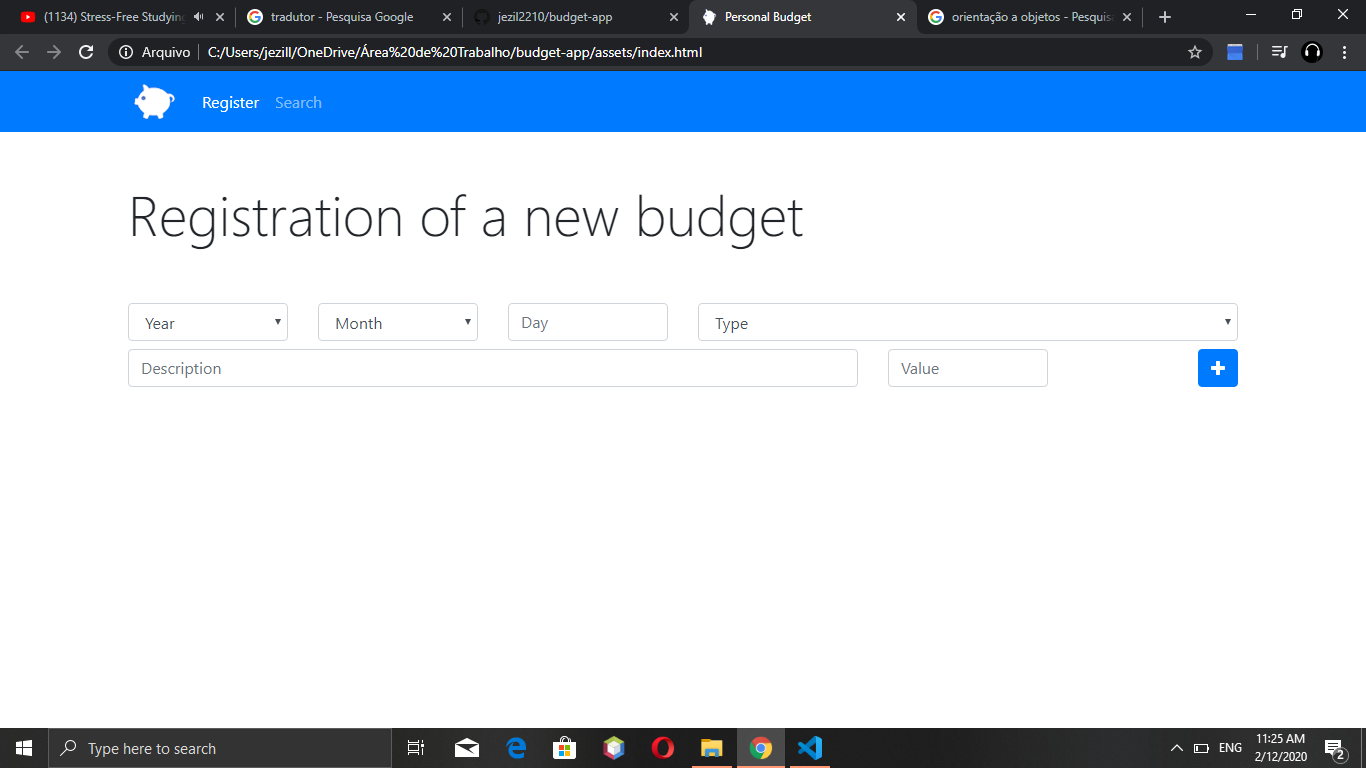 (1134) Stress-Free Studying
tradutor - Pesquisa Google
jezil2210/budget-app
Personal Budget
orientação a objetos - Pesquisa
Arquivo
C:/Users/jezill/OneDrive/Área%20de%20Trabalho/budget-app/assets/index.html
Register
Search
Registration of a new budget
Year
Month
Day
Type
Description
Value
Type here to search
ENG
11:25 AM
2/12/2020
2